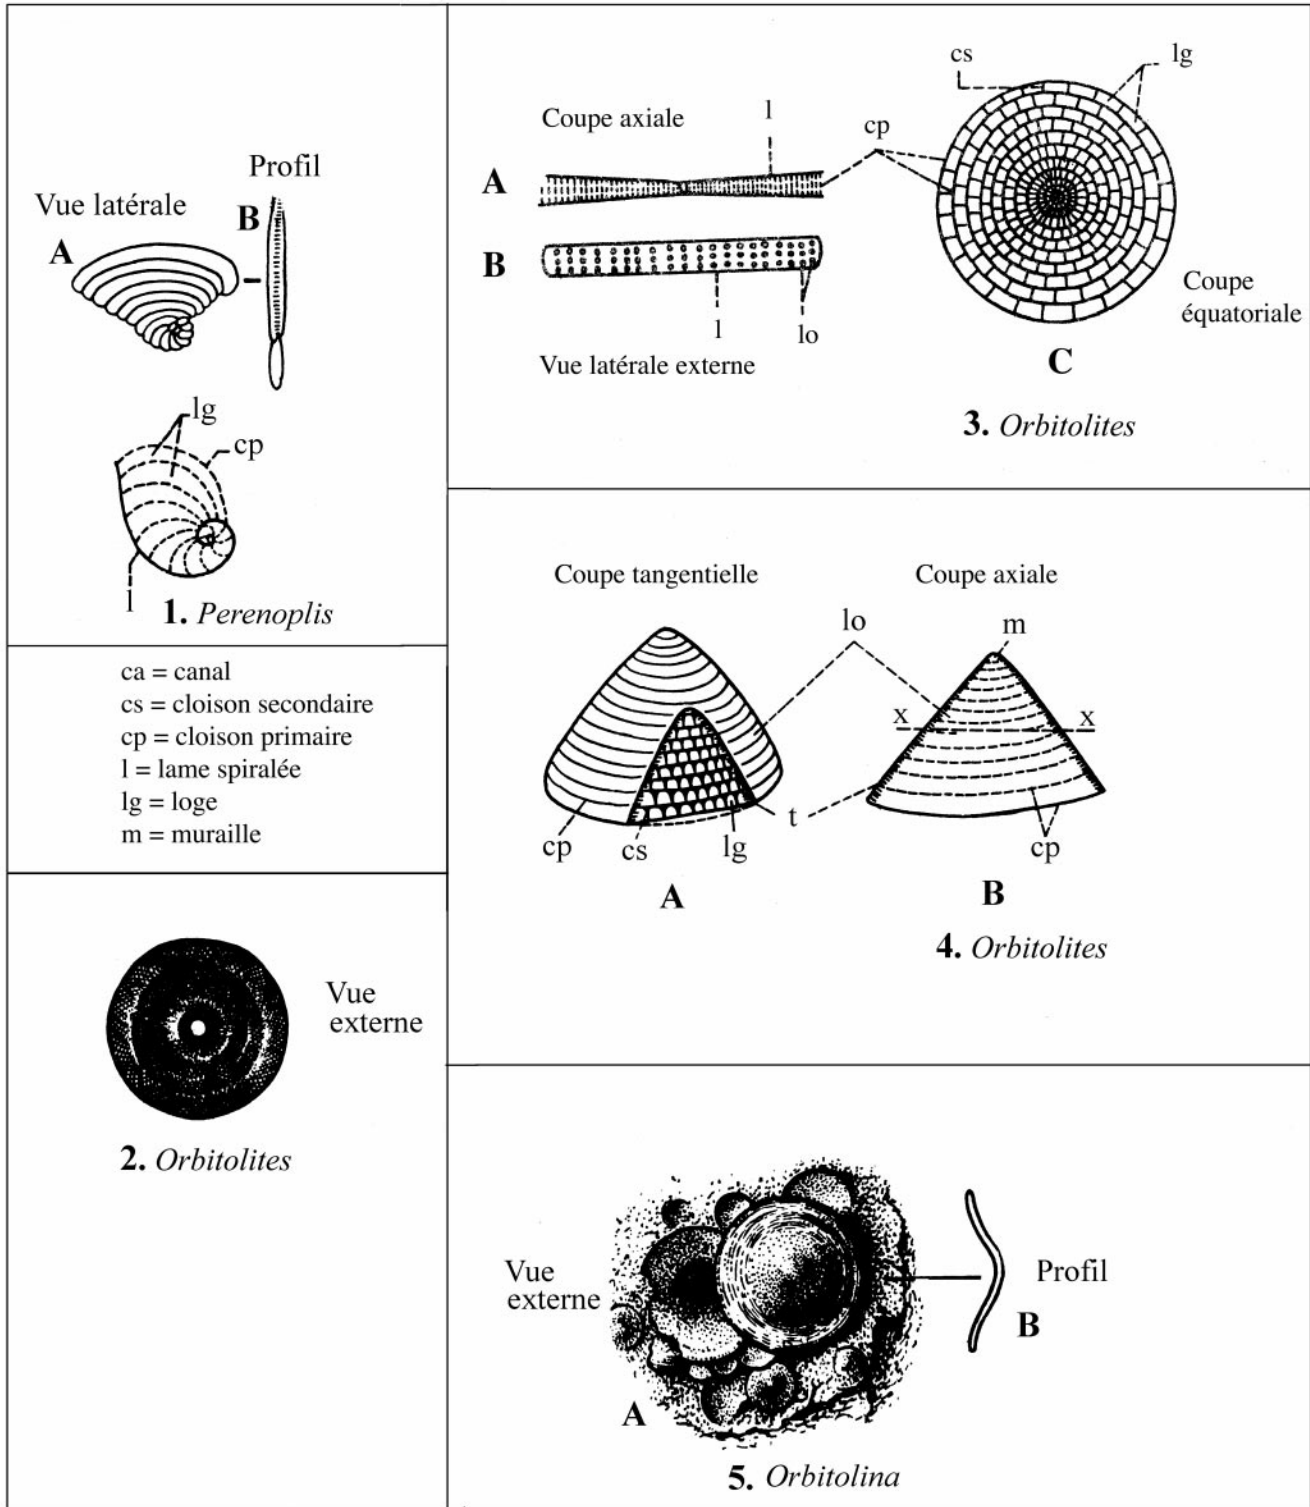 Vue latérale
Profil
A
B
lg
cp
l
1. Perenoplis
ca = canal
cs = cloison secondaire
cp = cloison primaire
l = lame spiralée
lg = loge
m = muraille
Vue
externe
2. Orbitolites
cs
lg
Coupe axiale
l
cp
A
B
l
lo
Vue latérale externe
Coupe
équatoriale
C
3. Orbitolites
Coupe tangentielle
Coupe axiale
lo
m
x
x
t
cp
cs
lg
cp
A
B
4. Orbitolites
Vue
externe
Profil
B
A
5. Orbitolina